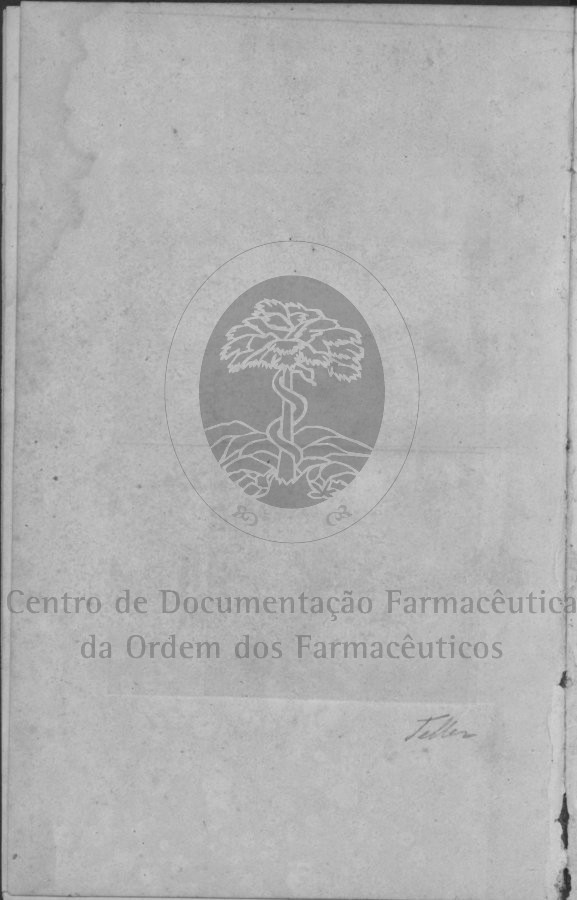 Centro de Documentação Farmacêutica
da Ordem dos Farmacêuticos
Teller